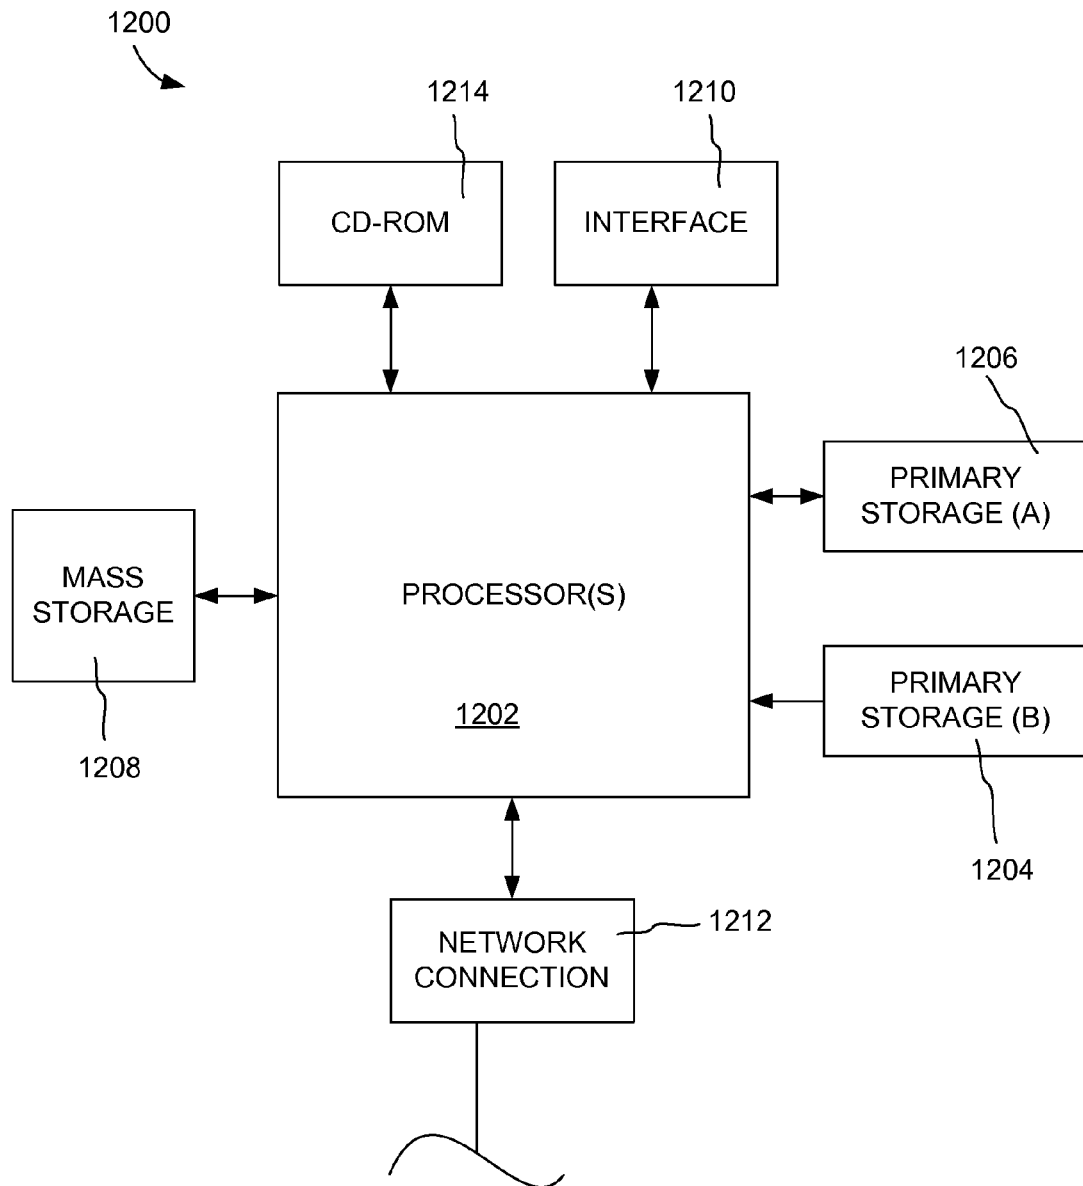 1200
1214
1210
CD-ROM
INTERFACE
1206
PRIMARY
STORAGE (A)
MASS
STORAGE
PROCESSOR(S)
PRIMARY
STORAGE (B)
1202
1208
1204
1212
NETWORK
CONNECTION